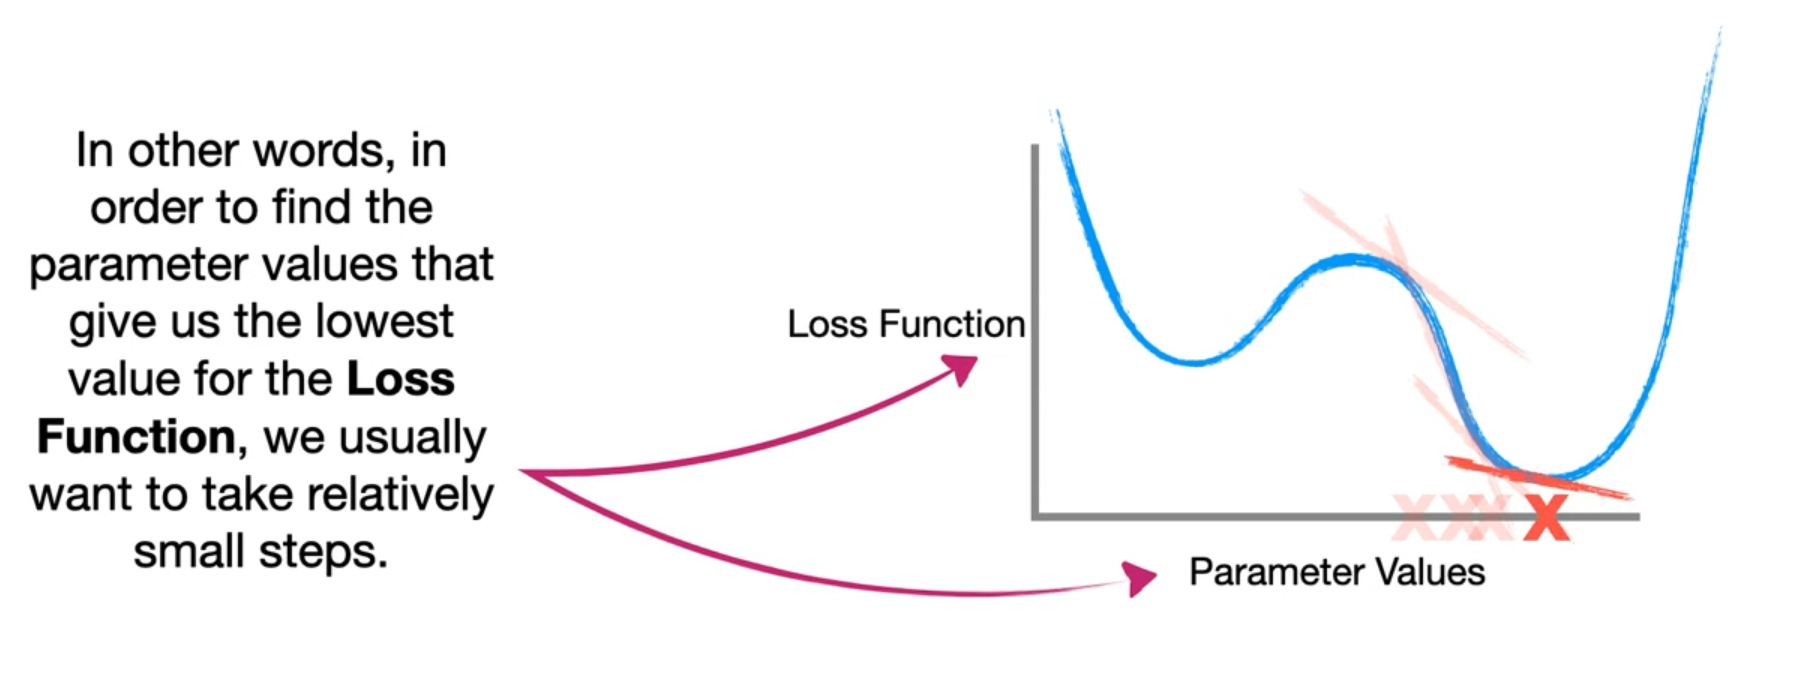 In other words, in
order to find the
parameter values that
give us the lowest
value for the Loss
Function, we usually
want to take relatively
small steps.
Loss Function
X X X X
Parameter Values